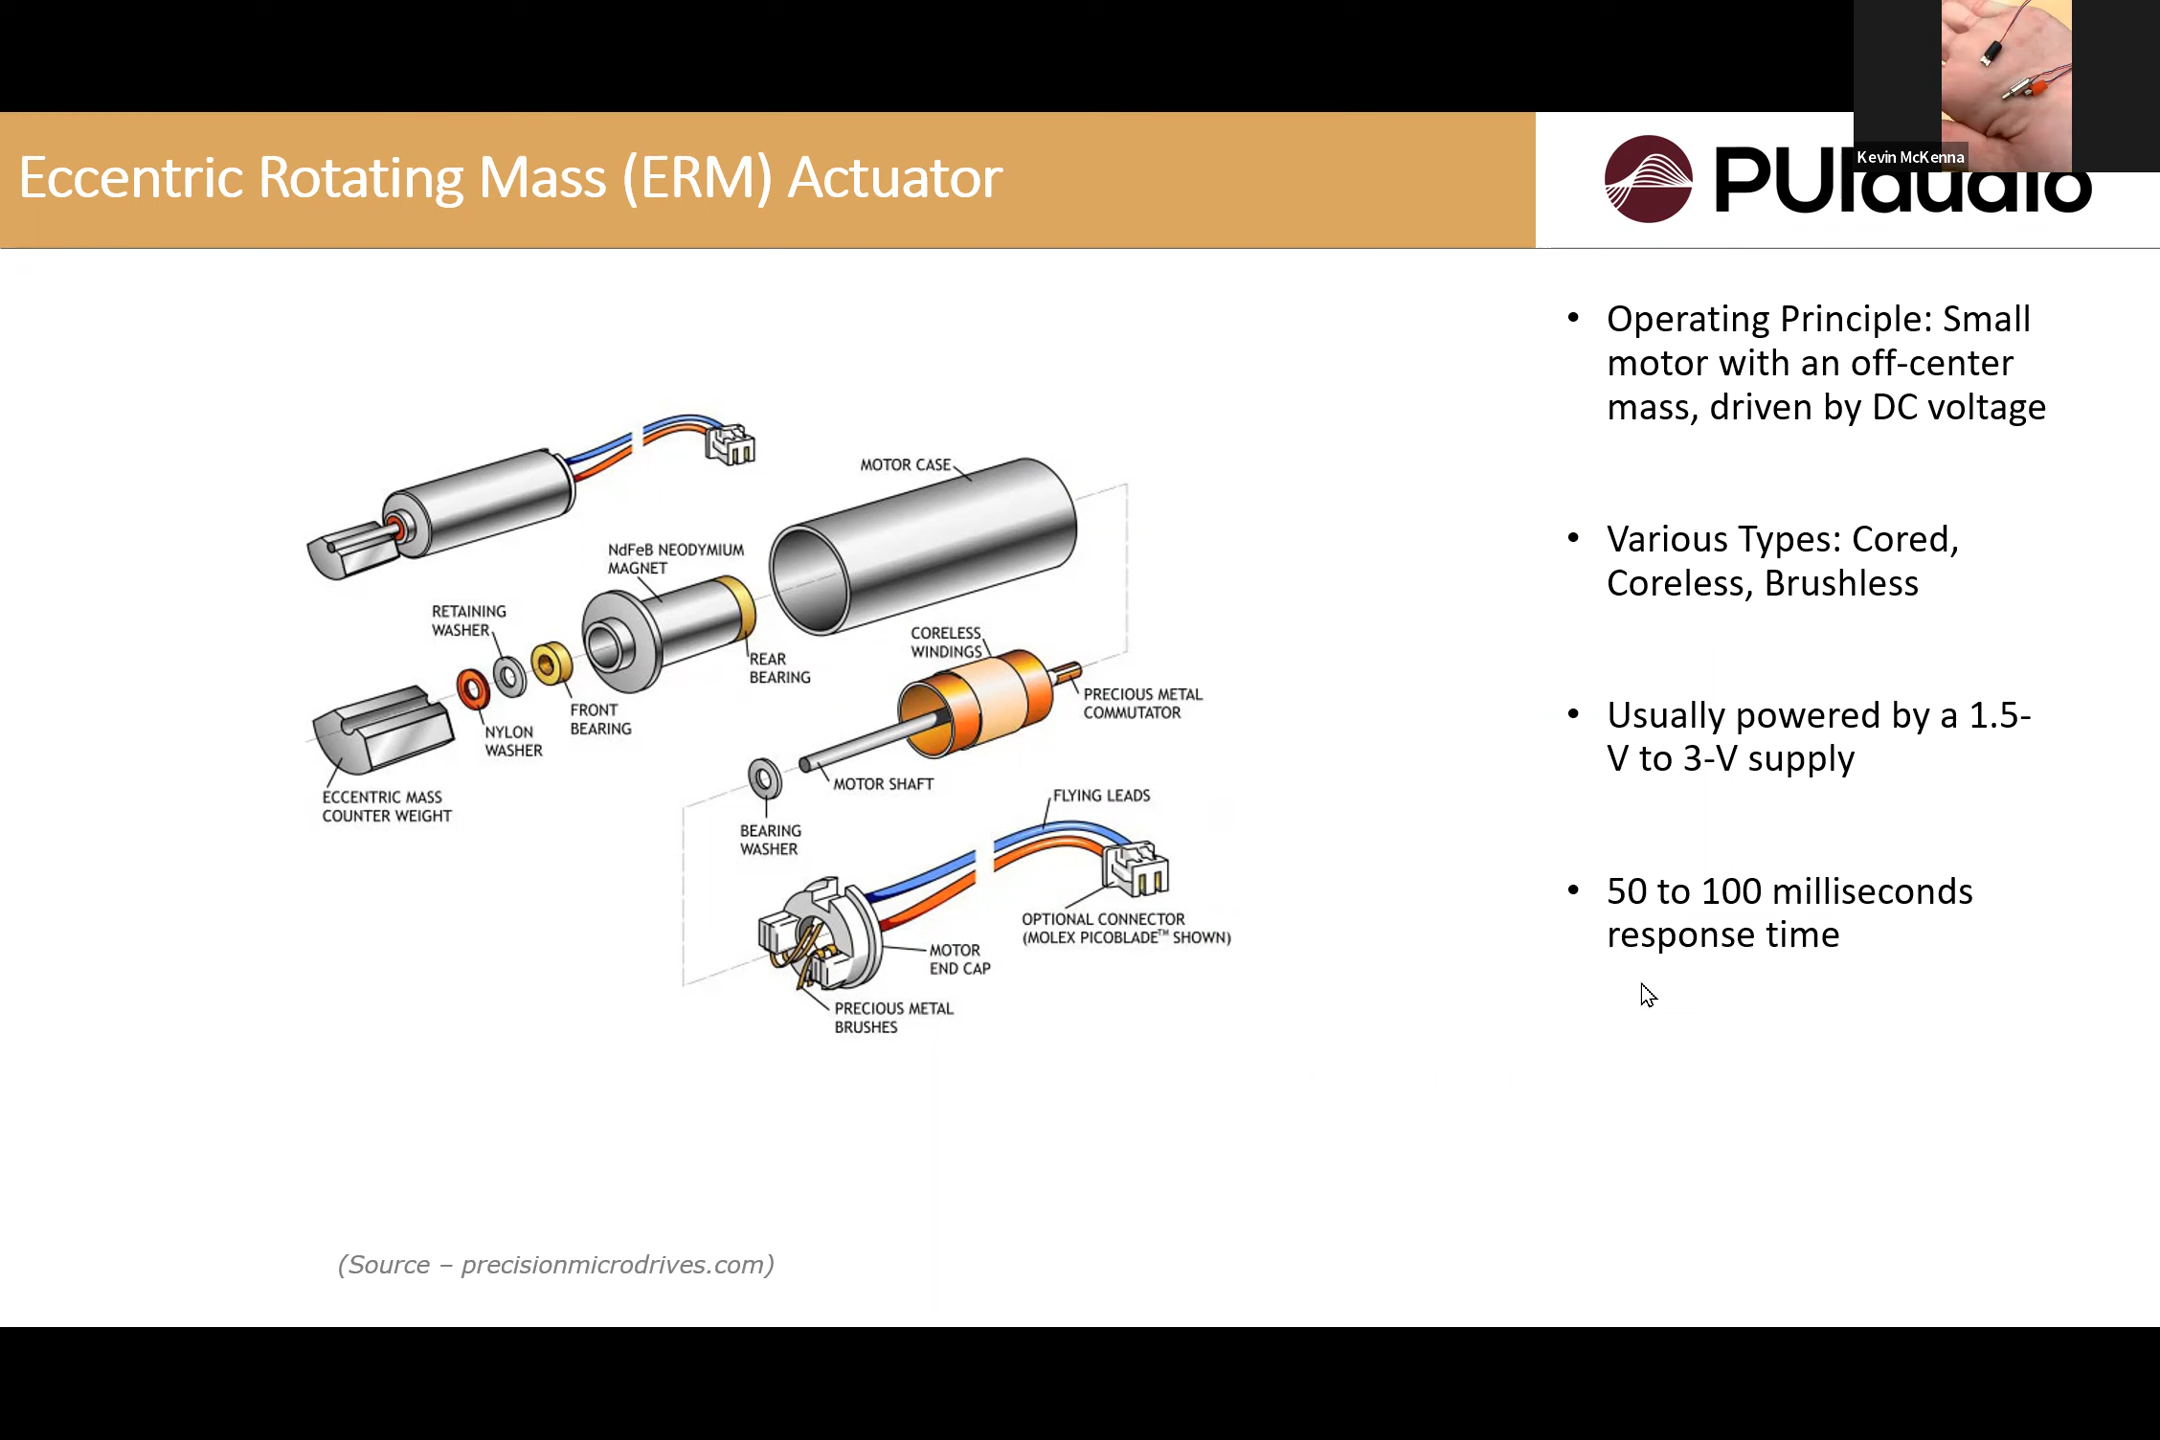 Kevin McKenna
Eccentric Rotating Mass (ERM) Actuator
PUIaudio
MOTOR CASE
NdFeB NEODYMIUM
MAGNET
RETAINING
WASHER
REAR
BEARING
FRONT
BEARING
NYLON
WASHER
ECCENTRIC MASS
COUNTER WEIGHT
CORELESS
WINDINGS
PRECIOUS METAL
COMMUTATOR
MOTOR SHAFT
BEARING
WASHER
FLYING LEADS
OPTIONAL CONNECTOR
(MOLEX PICOBLADE™ SHOWN)
MOTOR
END CAP
PRECIOUS METAL
BRUSHES
(Source – precisionmicrodrives.com)
• Operating Principle: Small
motor with an off-center
mass, driven by DC voltage
• Various Types: Cored,
Coreless, Brushless
• Usually powered by a 1.5-
V to 3-V supply
• 50 to 100 milliseconds
response time